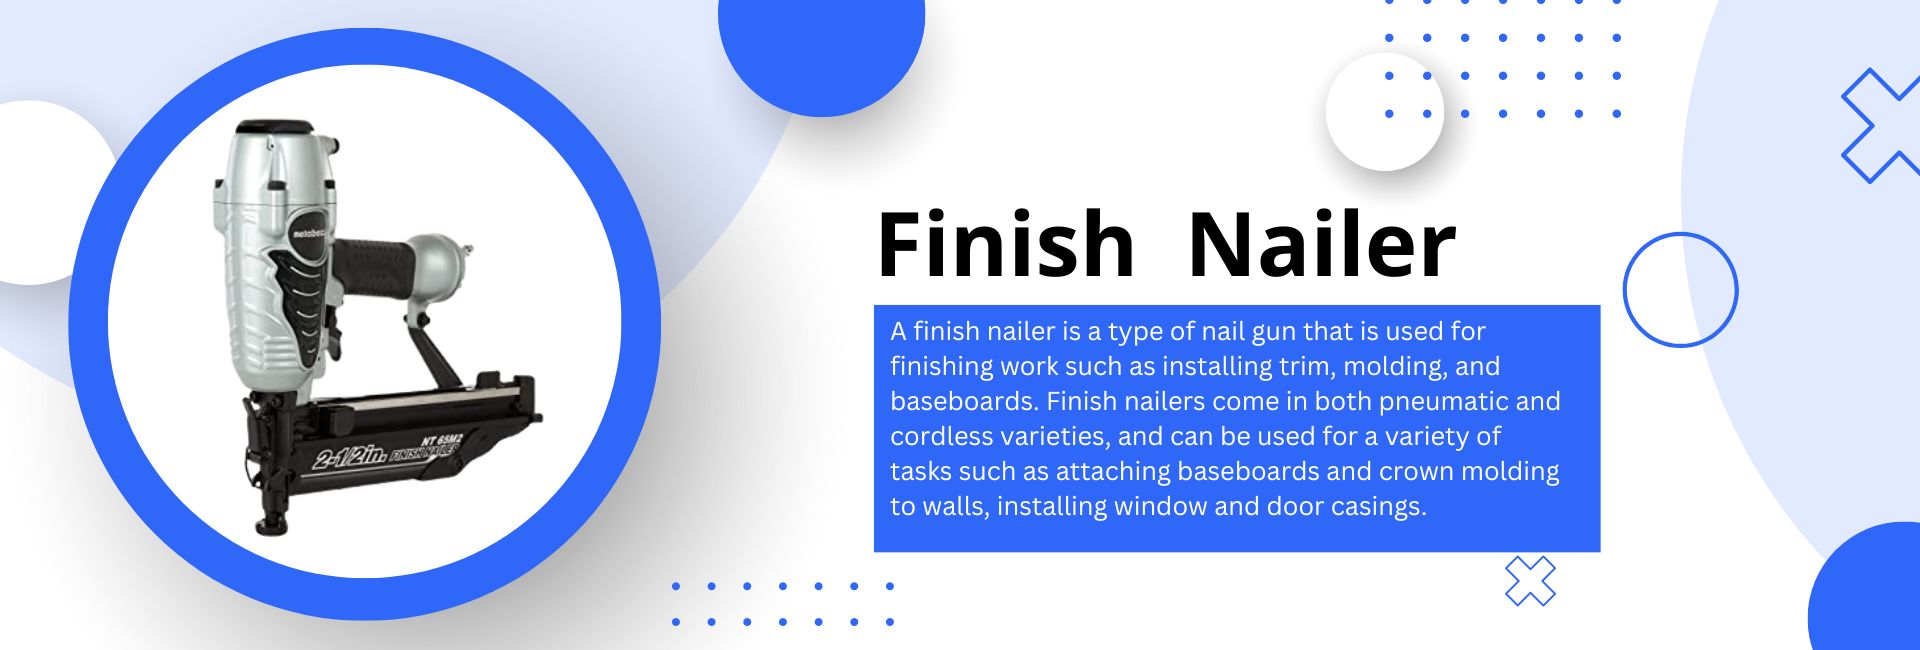 Finish Nailer
A finish nailer is a type of nail gun that is used for
finishing work such as installing trim, molding, and
baseboards. Finish nailers come in both pneumatic and
cordless varieties, and can be used for a variety of
tasks such as attaching baseboards and crown molding
to walls, installing window and door casings.
metabo
NT 65M2
2-1/2in. FINISH NAILER